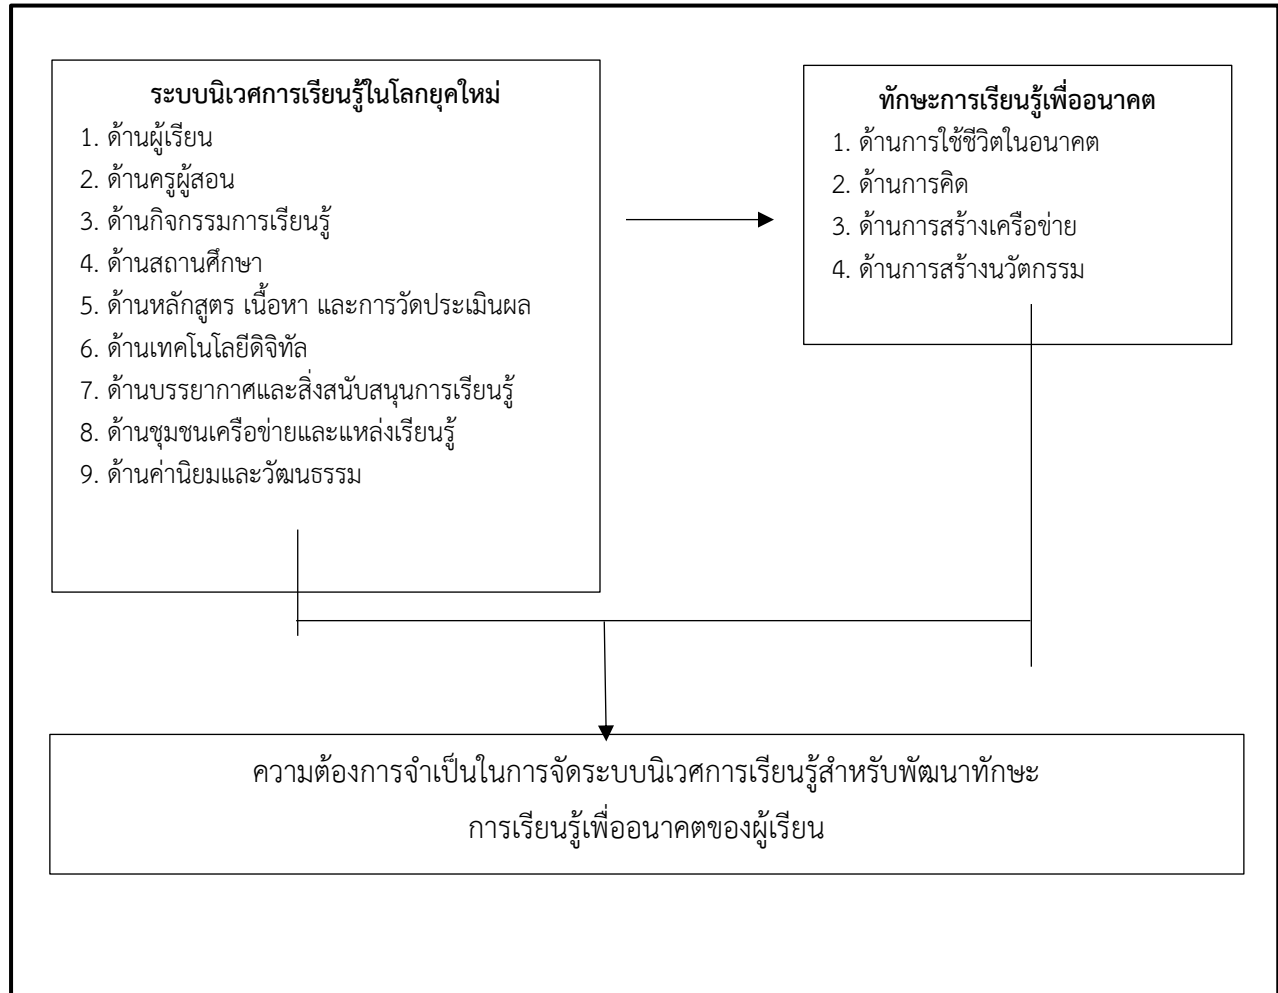 ระบบนิเวศการเรียนรู้ในโลกยุคใหม่
1. ด้านผู้เรียน
2. ด้านครูผู้สอน
3. ด้านกิจกรรมการเรียนรู้
4. ด้านสถานศึกษา
5. ด้านหลักสูตร เนื้อหา และการวัดประเมินผล
6. ด้านเทคโนโลยีดิจิทัล
7. ด้านบรรยากาศและสิ่งสนับสนุนการเรียนรู้
8. ด้านชุมชนเครือข่ายและแหล่งเรียนรู้
9. ด้านค่านิยมและวัฒนธรรม
ทักษะการเรียนรู้เพื่ออนาคต
1. ด้านการใช้ชีวิตในอนาคต
2. ด้านการคิด
3. ด้านการสร้างเครือข่าย
4. ด้านการสร้างนวัตกรรม
ความต้องการจำเป็นในการจัดระบบนิเวศการเรียนรู้สำหรับพัฒนาทักษะ
การเรียนรู้เพื่ออนาคตของผู้เรียน